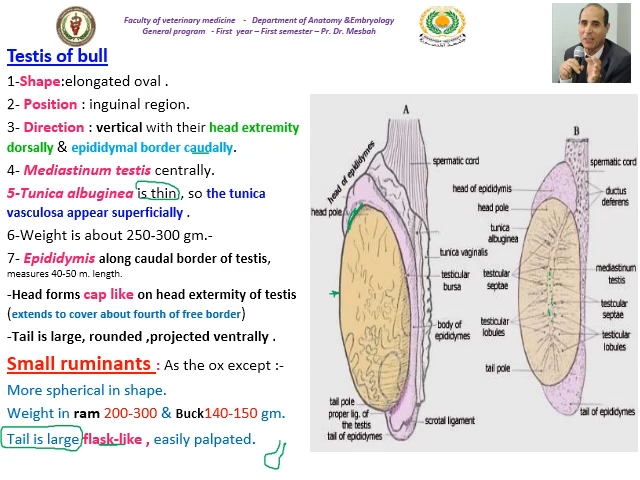 Faculty of veterinary medicine - Department of Anatomy &Embryology
General program - First year – First semester – Pr. Dr. Mesbah
Testis of bull
1-Shape:elongated oval .
2- Position : inguinal region.
3- Direction : vertical with their head extremity
dorsally & epididymal border caudally.
4- Mediastinum testis centrally.
5-Tunica albuginea is thin , so the tunica
vasculosa appear superficially .
6-Weight is about 250-300 gm.-
7- Epididymis along caudal border of testis,
measures 40-50 m. length.
-Head forms cap like on head extermity of testis
(extends to cover about fourth of free border)
-Tail is large, rounded ,projected ventrally .
Small ruminants : As the ox except :-
More spherical in shape.
Weight in ram 200-300 & Buck140-150 gm.
Tail is large flask-like , easily palpated.
A
head of epididymes
spermatic cord
head pole
tunica vaginalis
testicular
bursa
body of
epididymes
tail pole
proper lig. of the
testis
tail of epididymes
scrotal ligament
B
spermatic cord
head of epididymis
ductus
deferens
head pole
tunica
albuginea
mediastinum
testis
testcular
septae
testcular
septae
testicular
lobules
testicular
lobules
tail pole
tail of epididymes